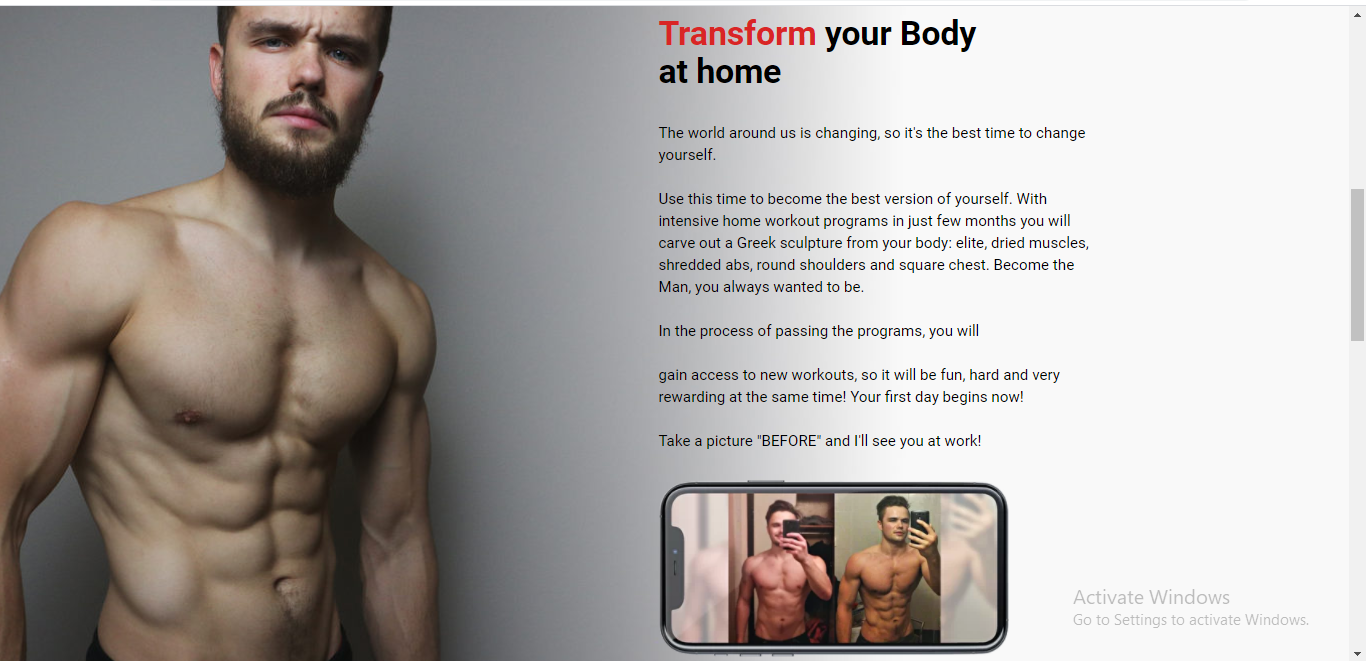 Transform your Body
at home
The world around us is changing, so it's the best time to change
yourself.
Use this time to become the best version of yourself. With
intensive home workout programs in just few months you will
carve out a Greek sculpture from your body: elite, dried muscles,
shredded abs, round shoulders and square chest. Become the
Man, you always wanted to be.
In the process of passing the programs, you will
gain access to new workouts, so it will be fun, hard and very
rewarding at the same time! Your first day begins now!
Take a picture "BEFORE" and I'll see you at work!
Activate Windows
Go to Settings to activate Windows.